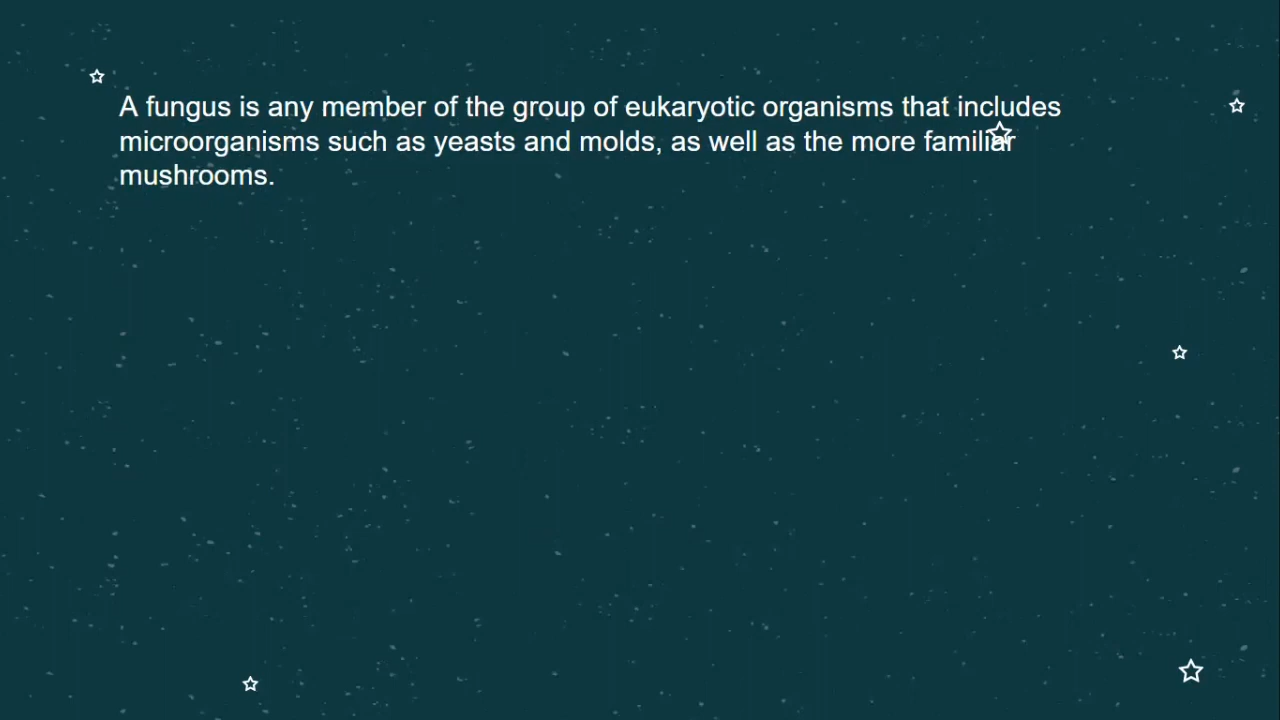 A fungus is any member of the group of eukaryotic organisms that includes
microorganisms such as yeasts and molds, as well as the more familiar
mushrooms.